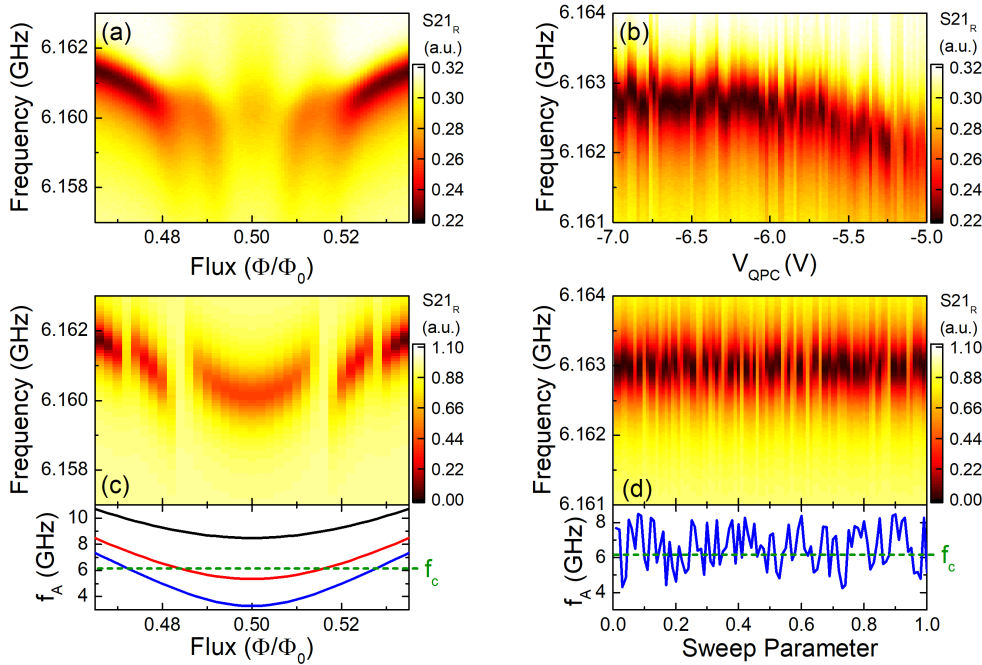 (a)
Frequency (GHz)
6.162
6.160
6.158
0.48 0.50 0.52
Flux (Φ/Φ0)
S21R
(a.u.)
0.32
0.30
0.28
0.26
0.24
0.22
(b)
Frequency (GHz)
6.164
6.163
6.162
6.161
-7.0 -6.5 -6.0 -5.5 -5.0
VQPC (V)
S21R
(a.u.)
0.32
0.30
0.28
0.26
0.24
0.22
(c)
Frequency (GHz)
6.162
6.160
6.158
S21R
(a.u.)
1.10
0.88
0.66
0.44
0.22
0.00
fA (GHz)
10
8
6
4
fc
0.48 0.50 0.52
Flux (Φ/Φ0)
(d)
Frequency (GHz)
6.164
6.163
6.162
6.161
S21R
(a.u.)
1.10
0.88
0.66
0.44
0.22
0.00
fA (GHz)
8
6
4
fc
0.0 0.2 0.4 0.6 0.8 1.0
Sweep Parameter